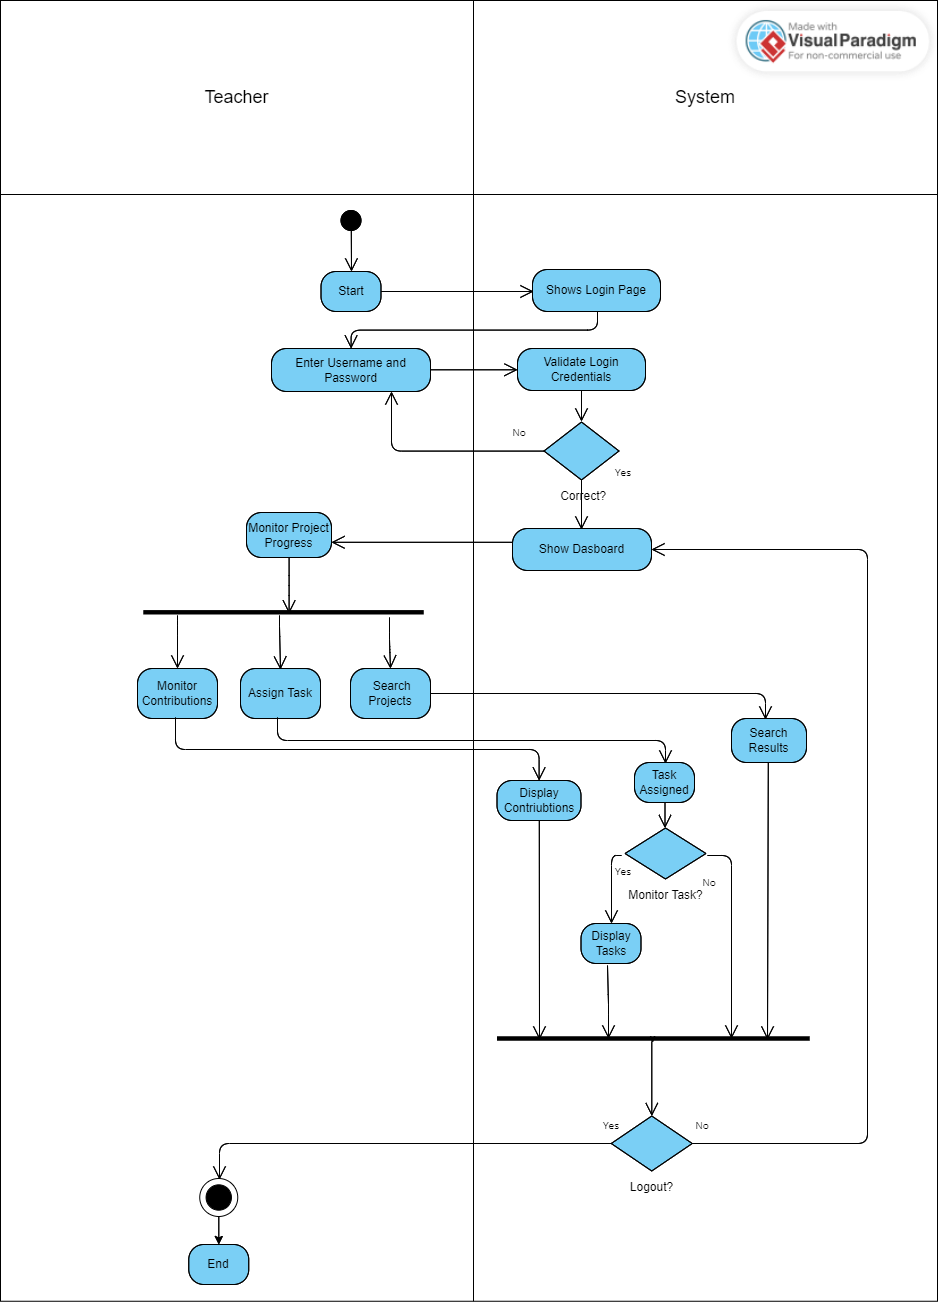 Made with
VisualParadigm
For non-commercial use
Teacher
System
Start
Shows Login Page
Enter Username and
Password
Validate Login
Credentials
No
Yes
Correct?
Monitor Project
Progress
Show Dasboard
Monitor
Contributions
Assign Task
Search
Projects
Search
Results
Task
Assigned
Display
Contriubtions
Yes
No
Monitor Task?
Display
Tasks
Yes
No
Logout?
End